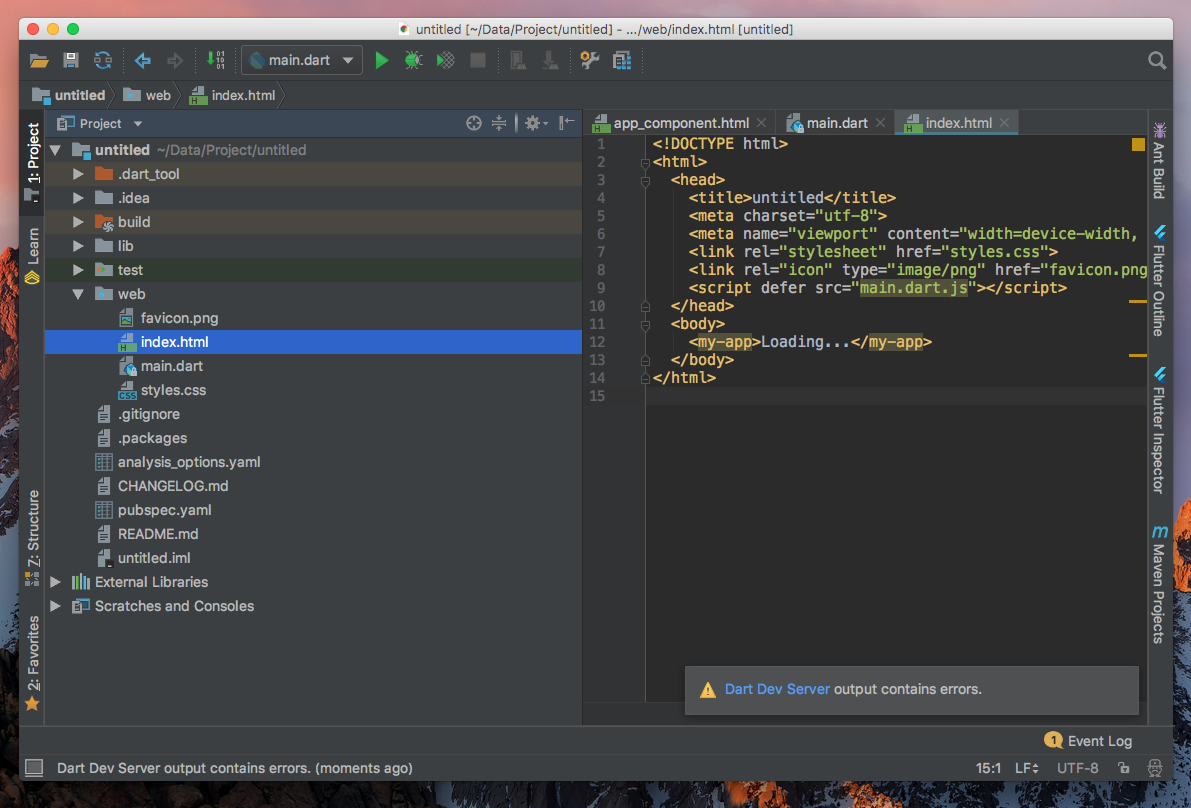 untitled [~/Data/Project/untitled] - .../web/index.html [untitled]
main.dart
untitled web index.html
Project
app_component.html main.dart index.html
1: Project
Learn
7: Structure
2: Favorites
untitled ~/Data/Project/untitled
.dart_tool
.idea
build
lib
test
web
favicon.png
index.html
main.dart
styles.css
.gitignore
.packages
analysis_options.yaml
CHANGELOG.md
pubspec.yaml
README.md
untitled.iml
External Libraries
Scratches and Consoles
1 <!DOCTYPE html>
2 <html>
3 <head>
4 <title>untitled</title>
5 <meta charset="utf-8">
6 <meta name="viewport" content="width=device-width,
7 <link rel="stylesheet" href="styles.css">
8 <link rel="icon" type="image/png" href="favicon.png
9 <script defer src="main.dart.js"></script>
10 </head>
11 <body>
12 <my-app>Loading...</my-app>
13 </body>
14 </html>
15
Ant Build
Flutter Outline
Flutter Inspector
Maven Projects
Dart Dev Server output contains errors.
1 Event Log
Dart Dev Server output contains errors. (moments ago)
15:1 LF UTF-8